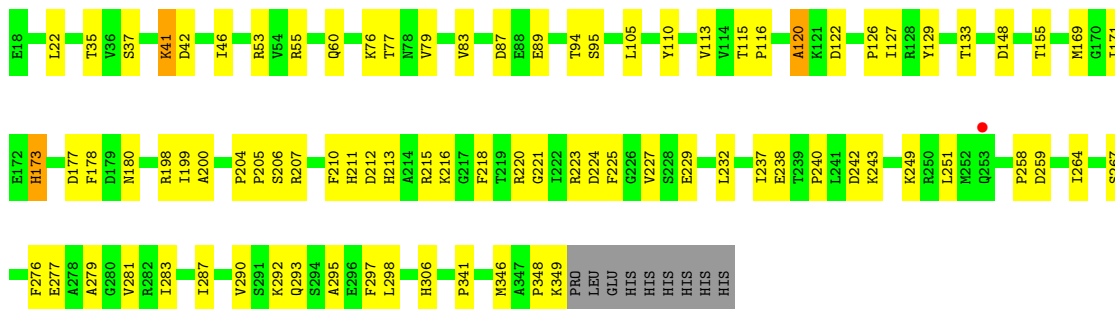 E18 L22 T35 V36 S37 K41 D42 I46 R53 V54 R55 Q60 K76 T77 N78 V79 V83 D87 E88 E89 T94 S95 L105 Y110 V113 V114 T115 P116 A120 K121 D122 P126 I127 R128 Y129 T133 D148 T155 M169 G170 I171
E172 H173 D177 F178 D179 N180 R198 I199 A200 P204 P205 S206 R207 F210 H211 D212 H213 A214 R215 K216 G217 F218 T219 R220 G221 I222 R223 D224 F225 G226 V227 S228 E229 L232 I237 E238 T239 P240 L241 D242 K243 K249 R250 L251 M252 Q253 P258 D259 I264 S267
F276 E277 A278 A279 G280 V281 R282 I283 I287 V290 S291 K292 Q293 S294 A295 E296 F297 L298 H306 P341 M346 A347 P348 K349 PRO LEU GLU HIS HIS HIS HIS HIS HIS